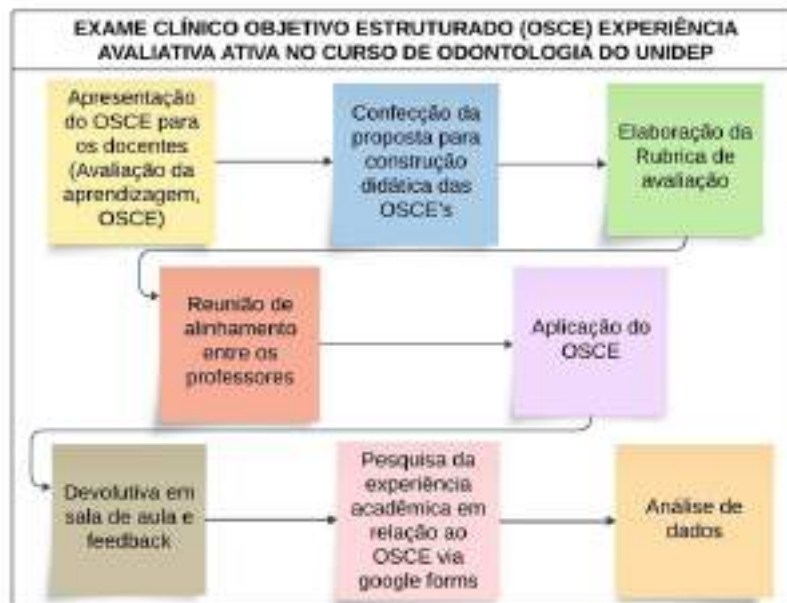 EXAME CLÍNICO OBJETIVO ESTRUTURADO (OSCE) EXPERIÊNCIA
AVALIATIVA ATIVA NO CURSO DE ODONTOLOGIA DO UNIDEP
Apresentação
do OSCE para
os docentes
(Avaliação da
aprendizagem,
OSCE)
Confecção da
proposta para
construção
didática das
OSCE's
Elaboração da
Rubrica de
avaliação
Reunião de
alinhamento
entre os
professores
Aplicação do
OSCE
Devolutiva em
sala de aula e
feedback
Pesquisa da
experiência
acadêmica em
relação ao
OSCE via
google forms
Análise de
dados